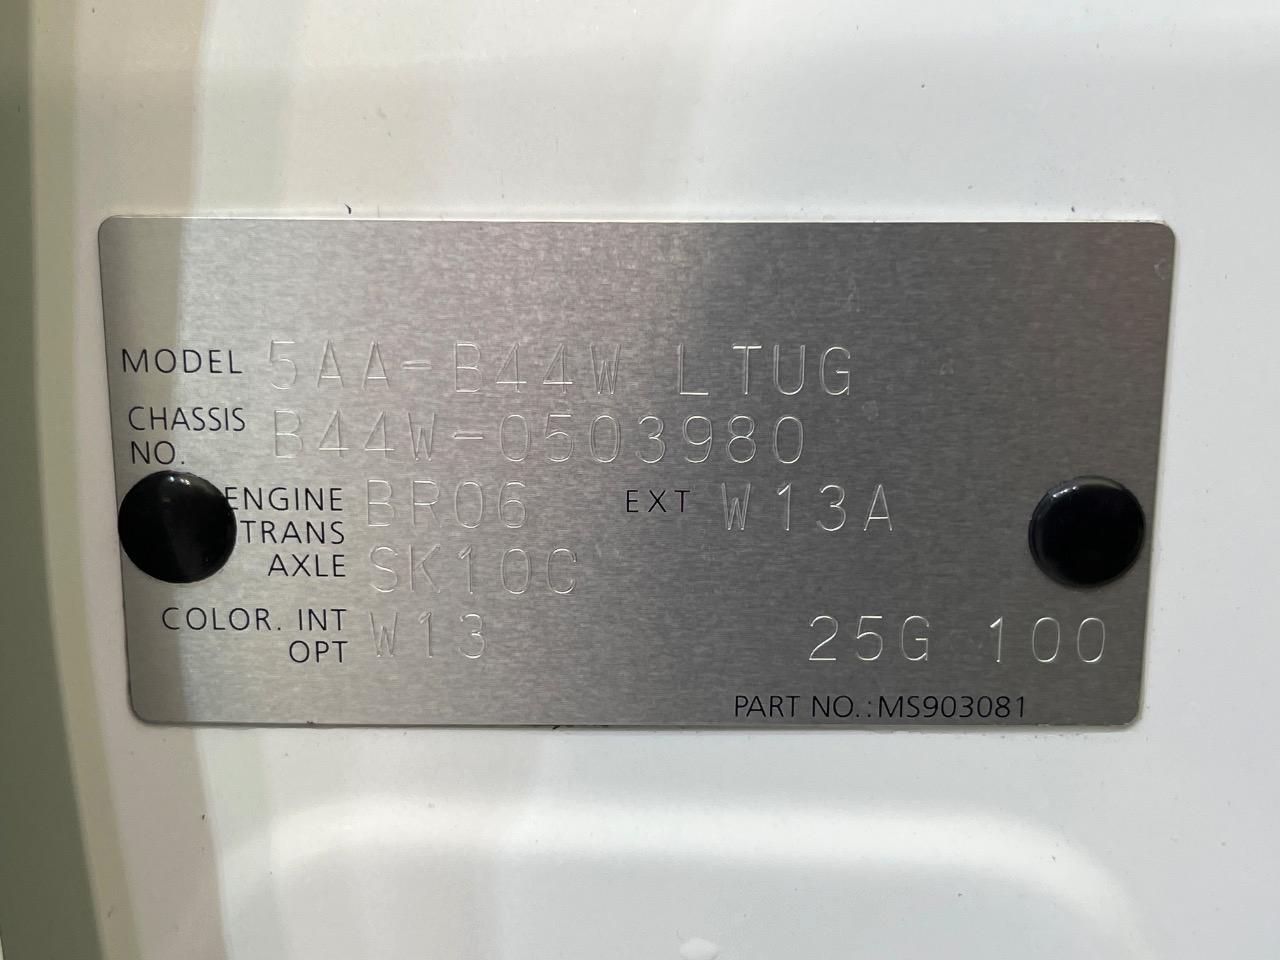 MODEL 5AA-B44W LTUG
CHASSIS NO. B44W-0503980
ENGINE BR06 EXT W13A
TRANS AXLE SK10C
COLOR. INT OPT W13 25G 100
PART NO.:MS903081